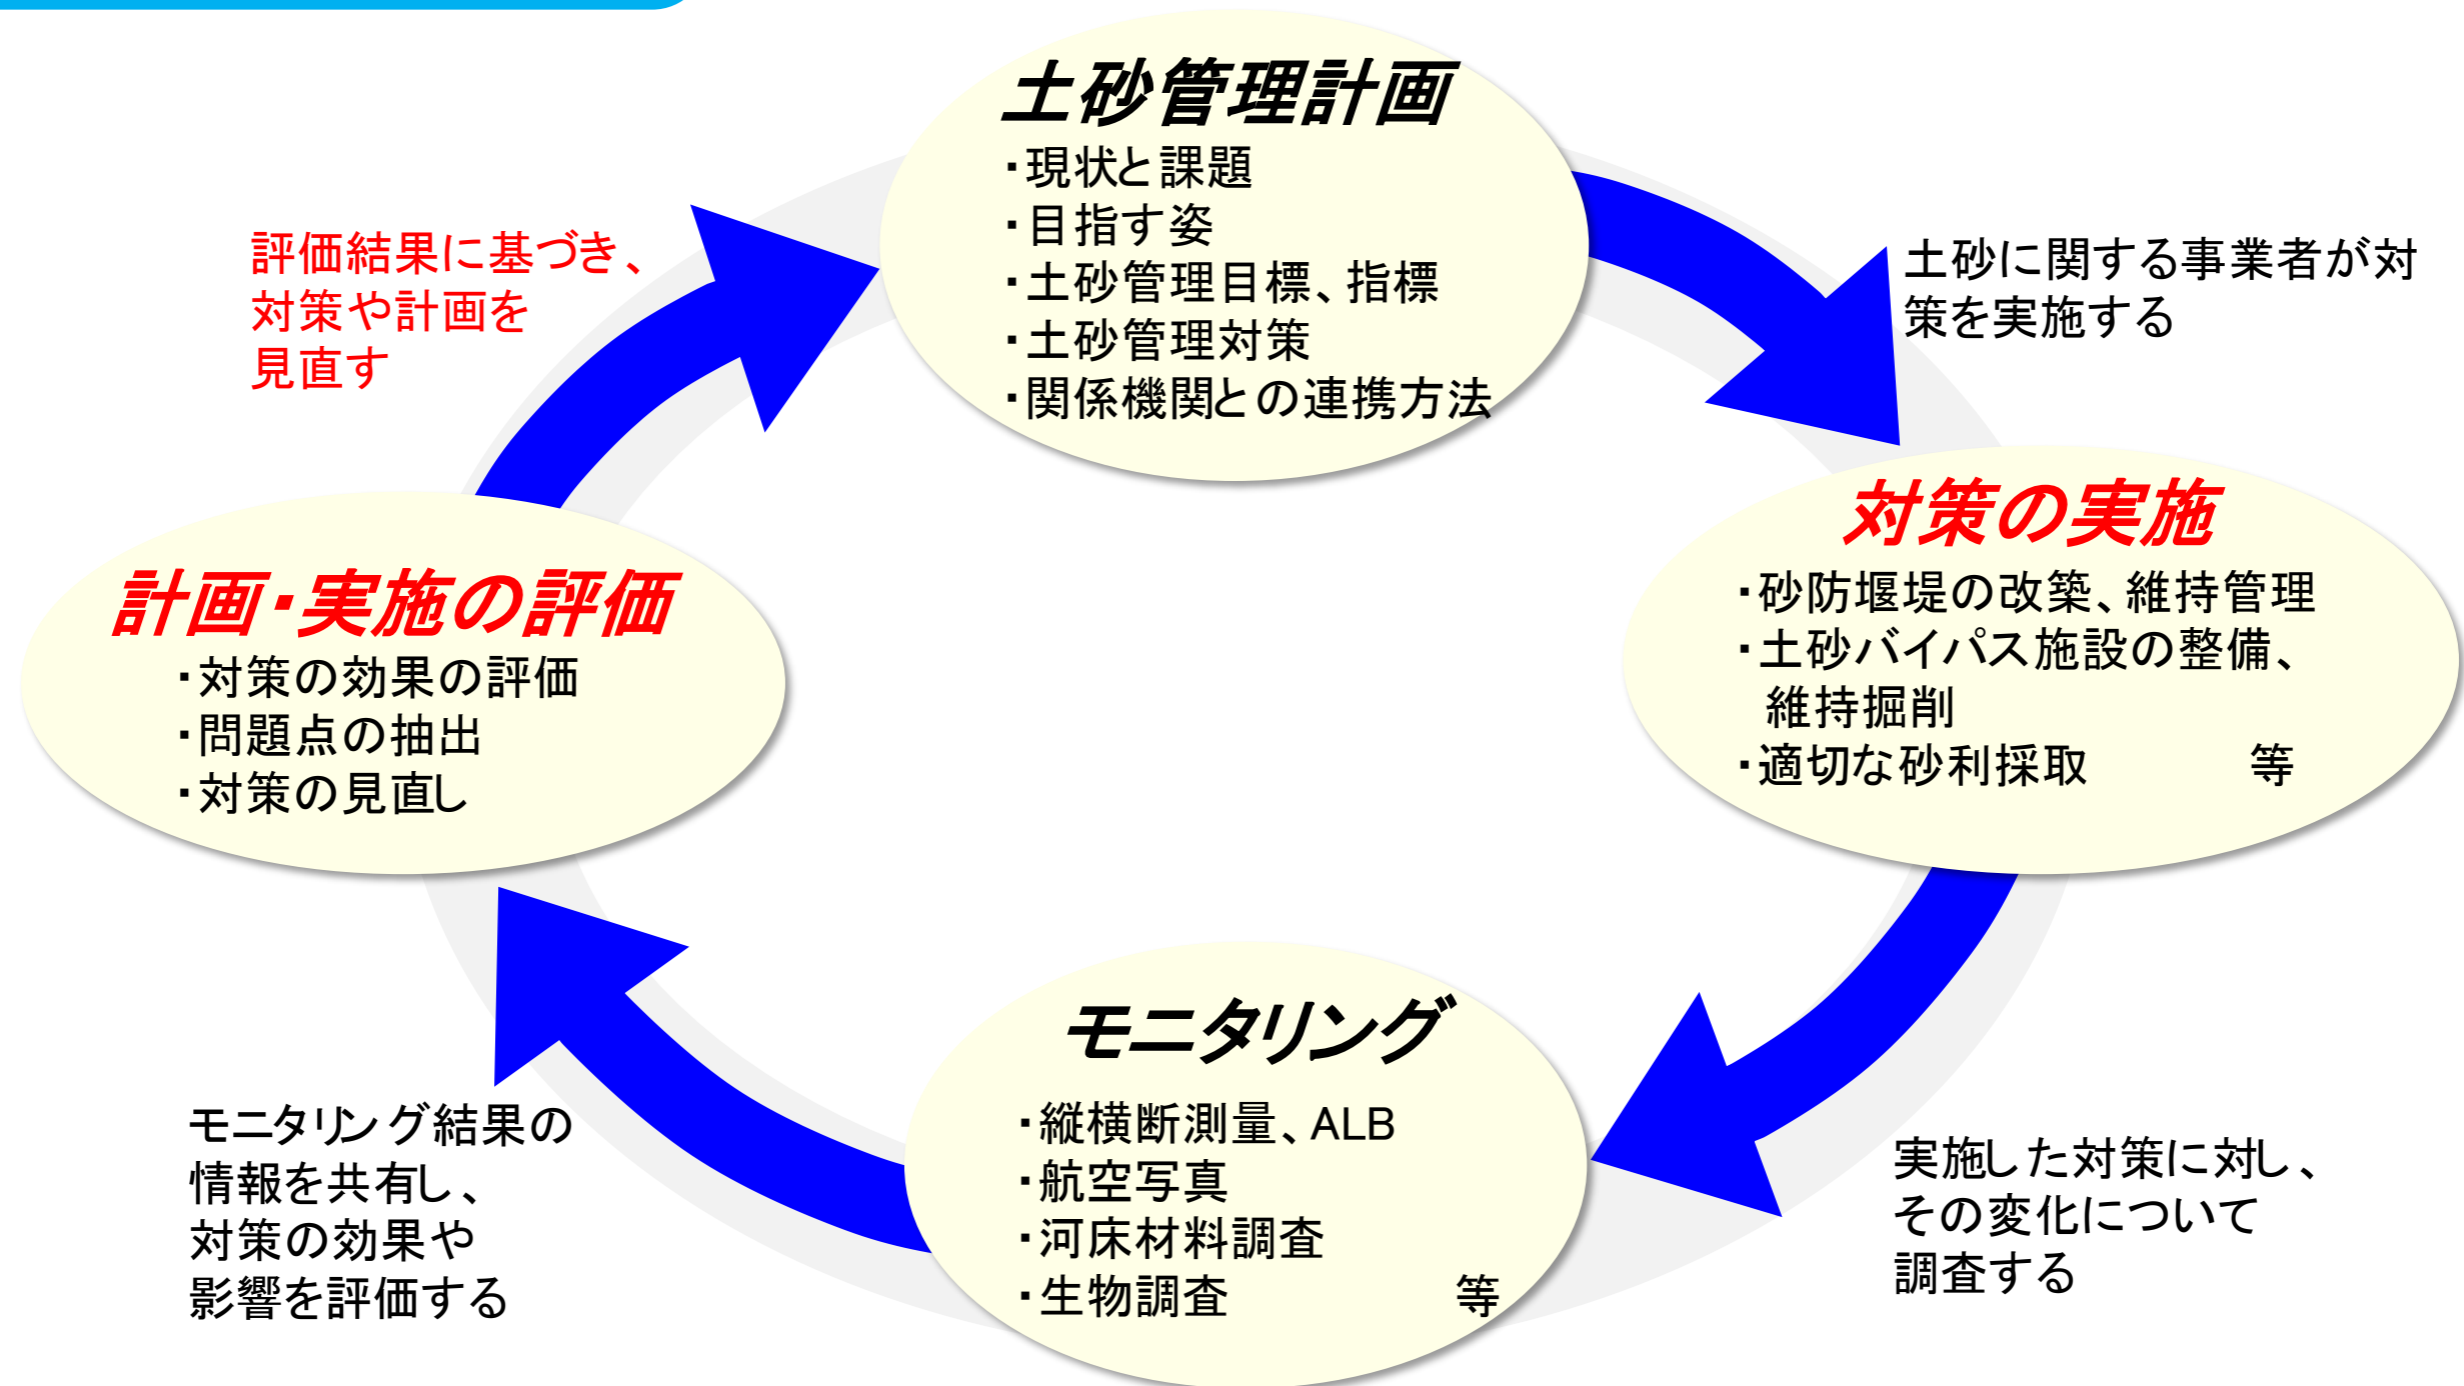 土砂管理計画
・現状と課題
・目指す姿
・土砂管理目標、指標
・土砂管理対策
・関係機関との連携方法
土砂に関する事業者が対
策を実施する
対策の実施
・砂防堰堤の改築、維持管理
・土砂バイパス施設の整備、
維持掘削
・適切な砂利採取 等
実施した対策に対し、
その変化について
調査する
モニタリング
・縦横断測量、ALB
・航空写真
・河床材料調査
・生物調査 等
モニタリング結果の
情報を共有し、
対策の効果や
影響を評価する
計画・実施の評価
・対策の効果の評価
・問題点の抽出
・対策の見直し
評価結果に基づき、
対策や計画を
見直す